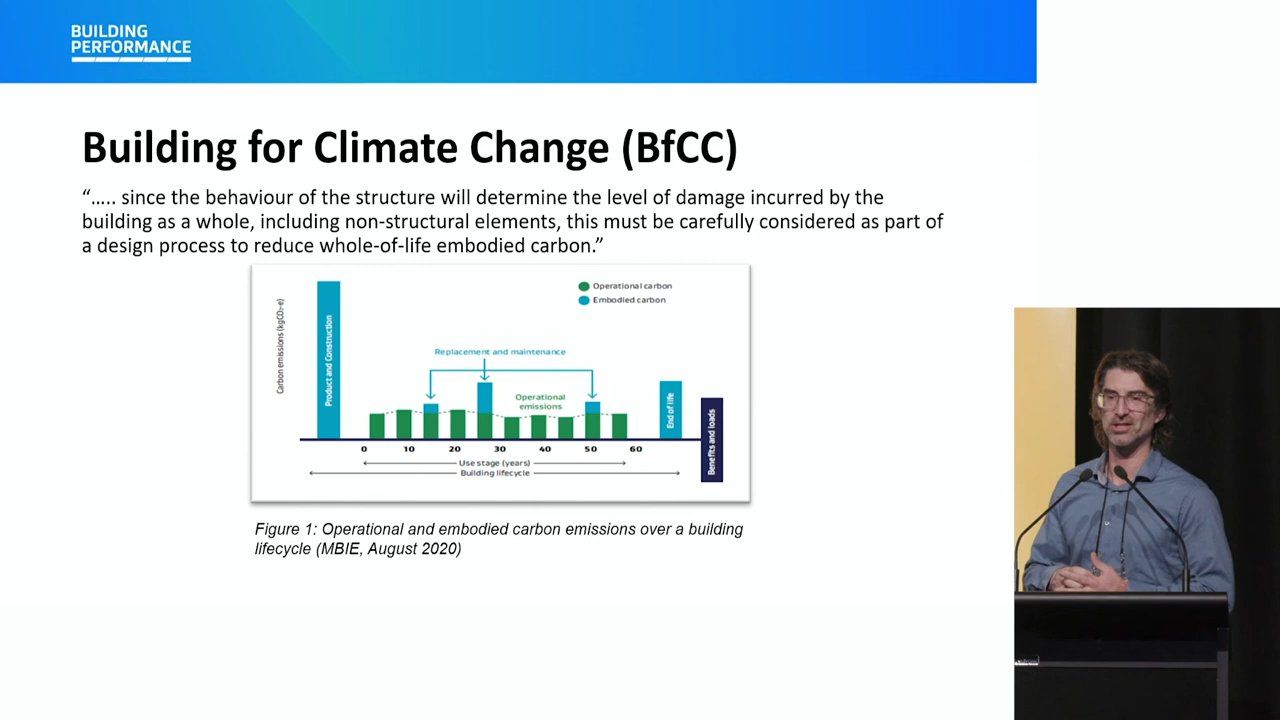 BUILDING
PERFORMANCE
Building for Climate Change (BfCC)
“….. since the behaviour of the structure will determine the level of damage incurred by the
building as a whole, including non-structural elements, this must be carefully considered as part of
a design process to reduce whole-of-life embodied carbon.”
Operational carbon
Embodied carbon
Carbon emissions (kgCO2-e)
Product and Construction
Replacement and maintenance
Operational
emissions
End of life
Benefits and loads
0 10 20 30 40 50 60
Use stage (years)
Building lifecycle
Figure 1: Operational and embodied carbon emissions over a building
lifecycle (MBIE, August 2020)